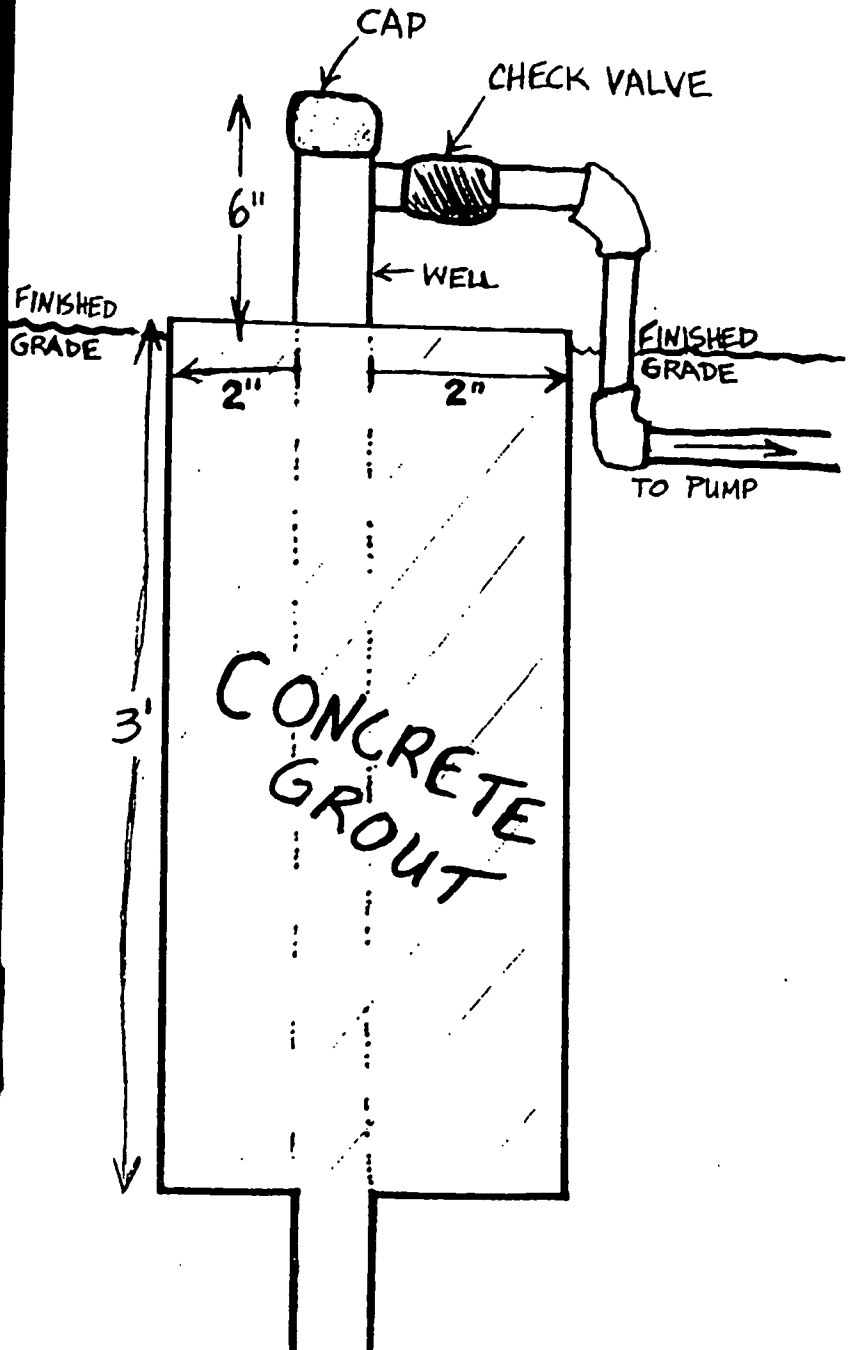 CAP
CHECK VALVE
6"
WELL
FINISHED
GRADE
FINISHED
GRADE
2"
2"
TO PUMP
3'
CONCRETE
GROUT